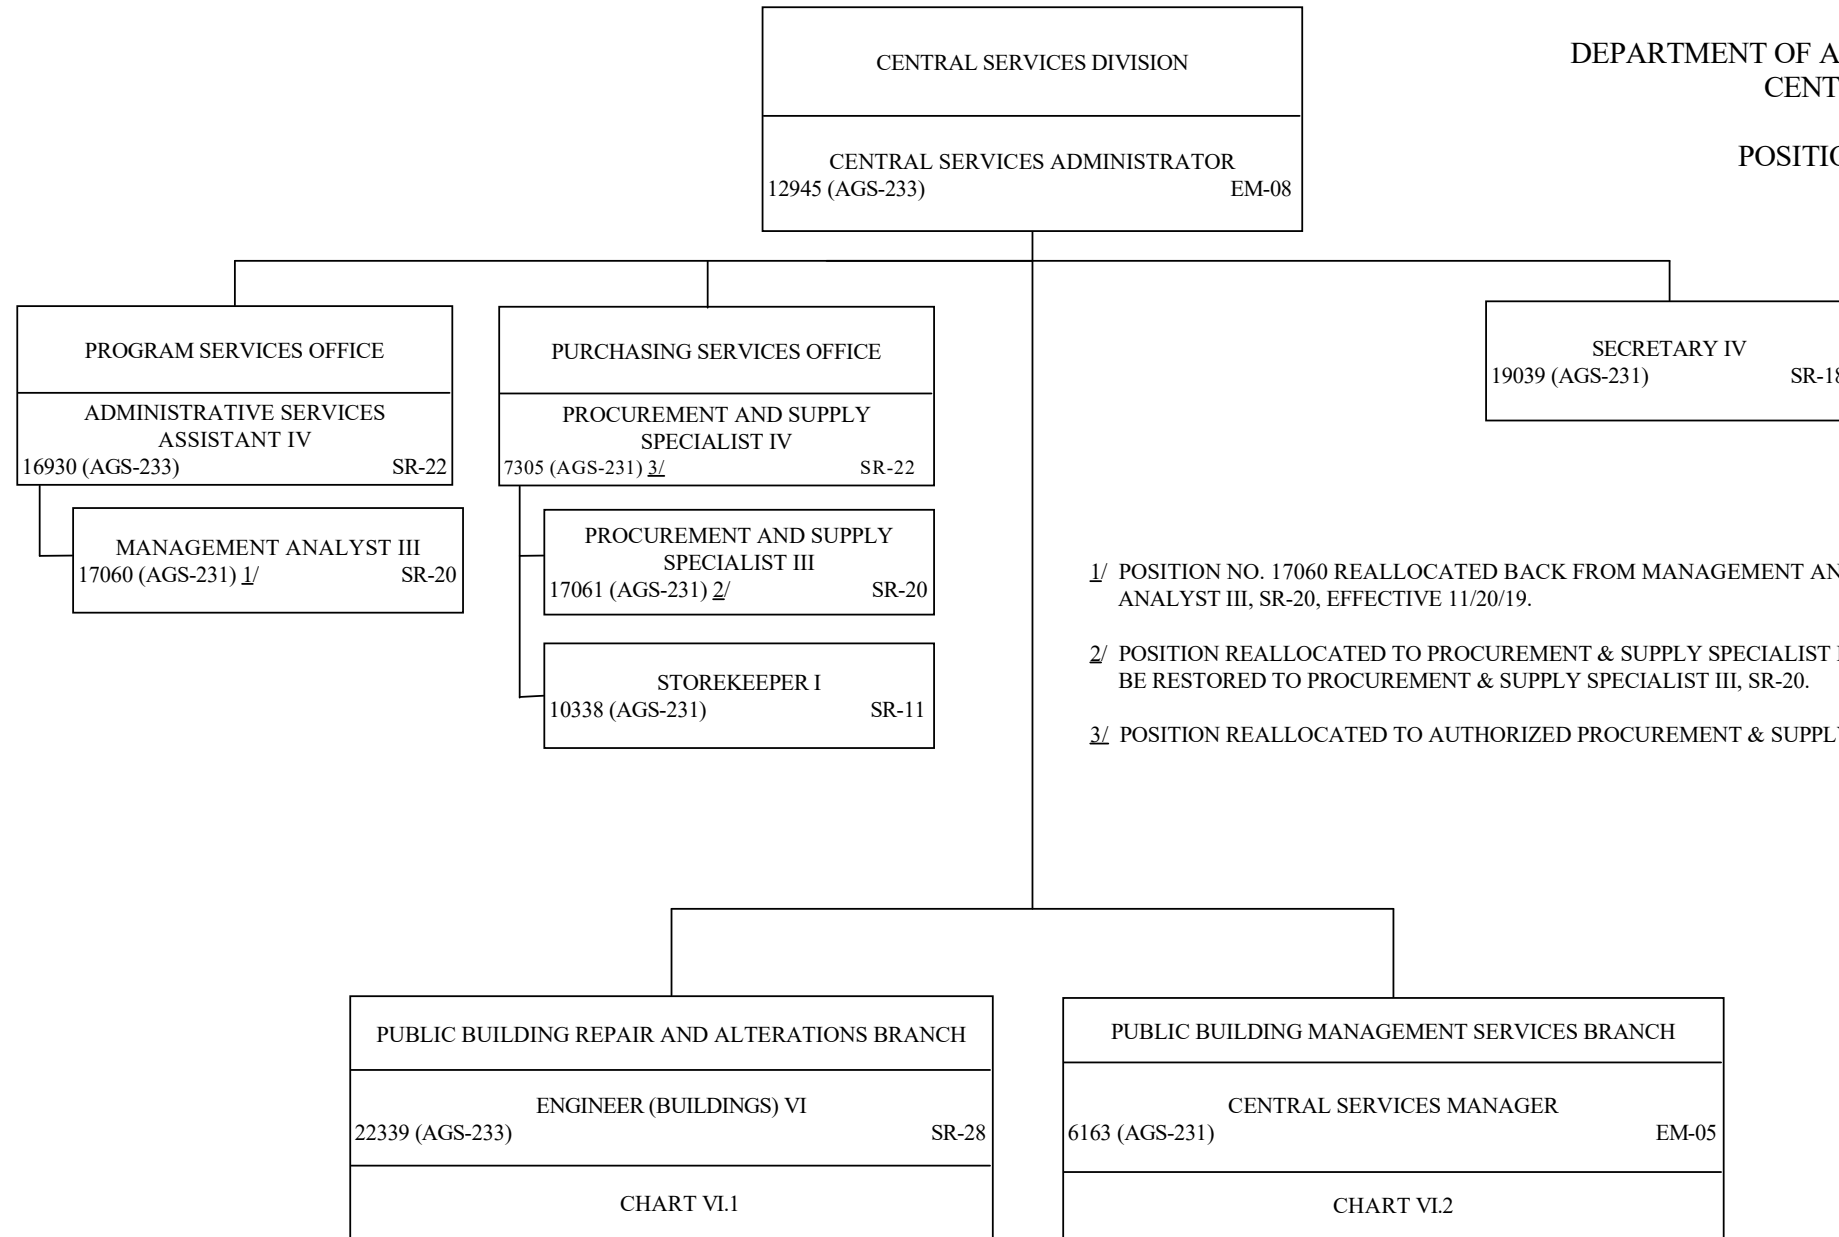 DEPARTMENT OF A
CENT
POSITIO
CENTRAL SERVICES DIVISION
CENTRAL SERVICES ADMINISTRATOR
12945 (AGS-233) EM-08
PROGRAM SERVICES OFFICE
ADMINISTRATIVE SERVICES
ASSISTANT IV
16930 (AGS-233) SR-22
MANAGEMENT ANALYST III
17060 (AGS-231) 1/ SR-20
PURCHASING SERVICES OFFICE
PROCUREMENT AND SUPPLY
SPECIALIST IV
7305 (AGS-231) 3/ SR-22
PROCUREMENT AND SUPPLY
SPECIALIST III
17061 (AGS-231) 2/ SR-20
STOREKEEPER I
10338 (AGS-231) SR-11
SECRETARY IV
19039 (AGS-231) SR-18
1/ POSITION NO. 17060 REALLOCATED BACK FROM MANAGEMENT AN
ANALYST III, SR-20, EFFECTIVE 11/20/19.
2/ POSITION REALLOCATED TO PROCUREMENT & SUPPLY SPECIALIST
BE RESTORED TO PROCUREMENT & SUPPLY SPECIALIST III, SR-20.
3/ POSITION REALLOCATED TO AUTHORIZED PROCUREMENT & SUPPLY
PUBLIC BUILDING REPAIR AND ALTERATIONS BRANCH
ENGINEER (BUILDINGS) VI
22339 (AGS-233) SR-28
CHART VI.1
PUBLIC BUILDING MANAGEMENT SERVICES BRANCH
CENTRAL SERVICES MANAGER
6163 (AGS-231) EM-05
CHART VI.2